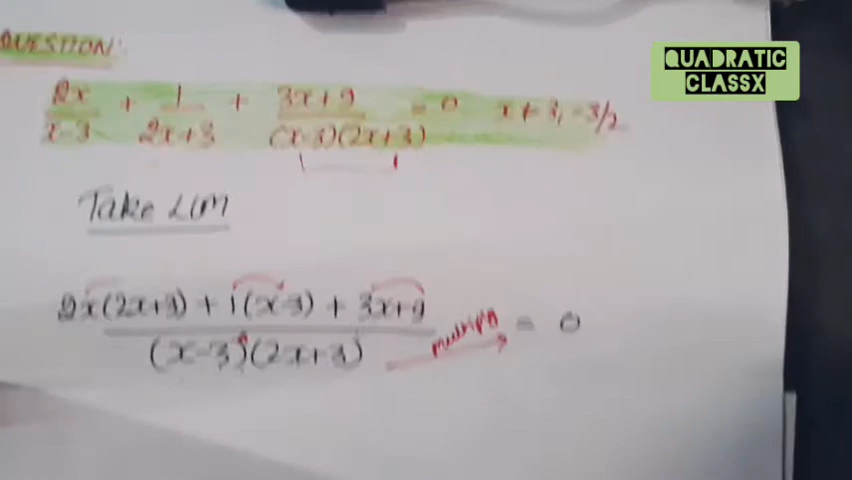 QUESTION:
QUADRATIC
CLASSX
2x/(x-3) + 1/(2x+3) + (3x+9)/((x-3)(2x+3)) = 0 x ≠ 3, -3/2
Take LCM
(2x(2x+3) + 1(x-3) + 3x+9)/((x-3)(2x+3)) multiply = 0